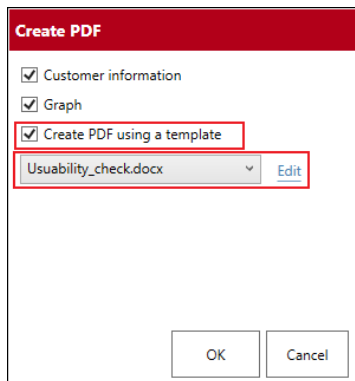 Create PDF
Customer information
Graph
Create PDF using a template
Usuability_check.docx Edit
OK Cancel